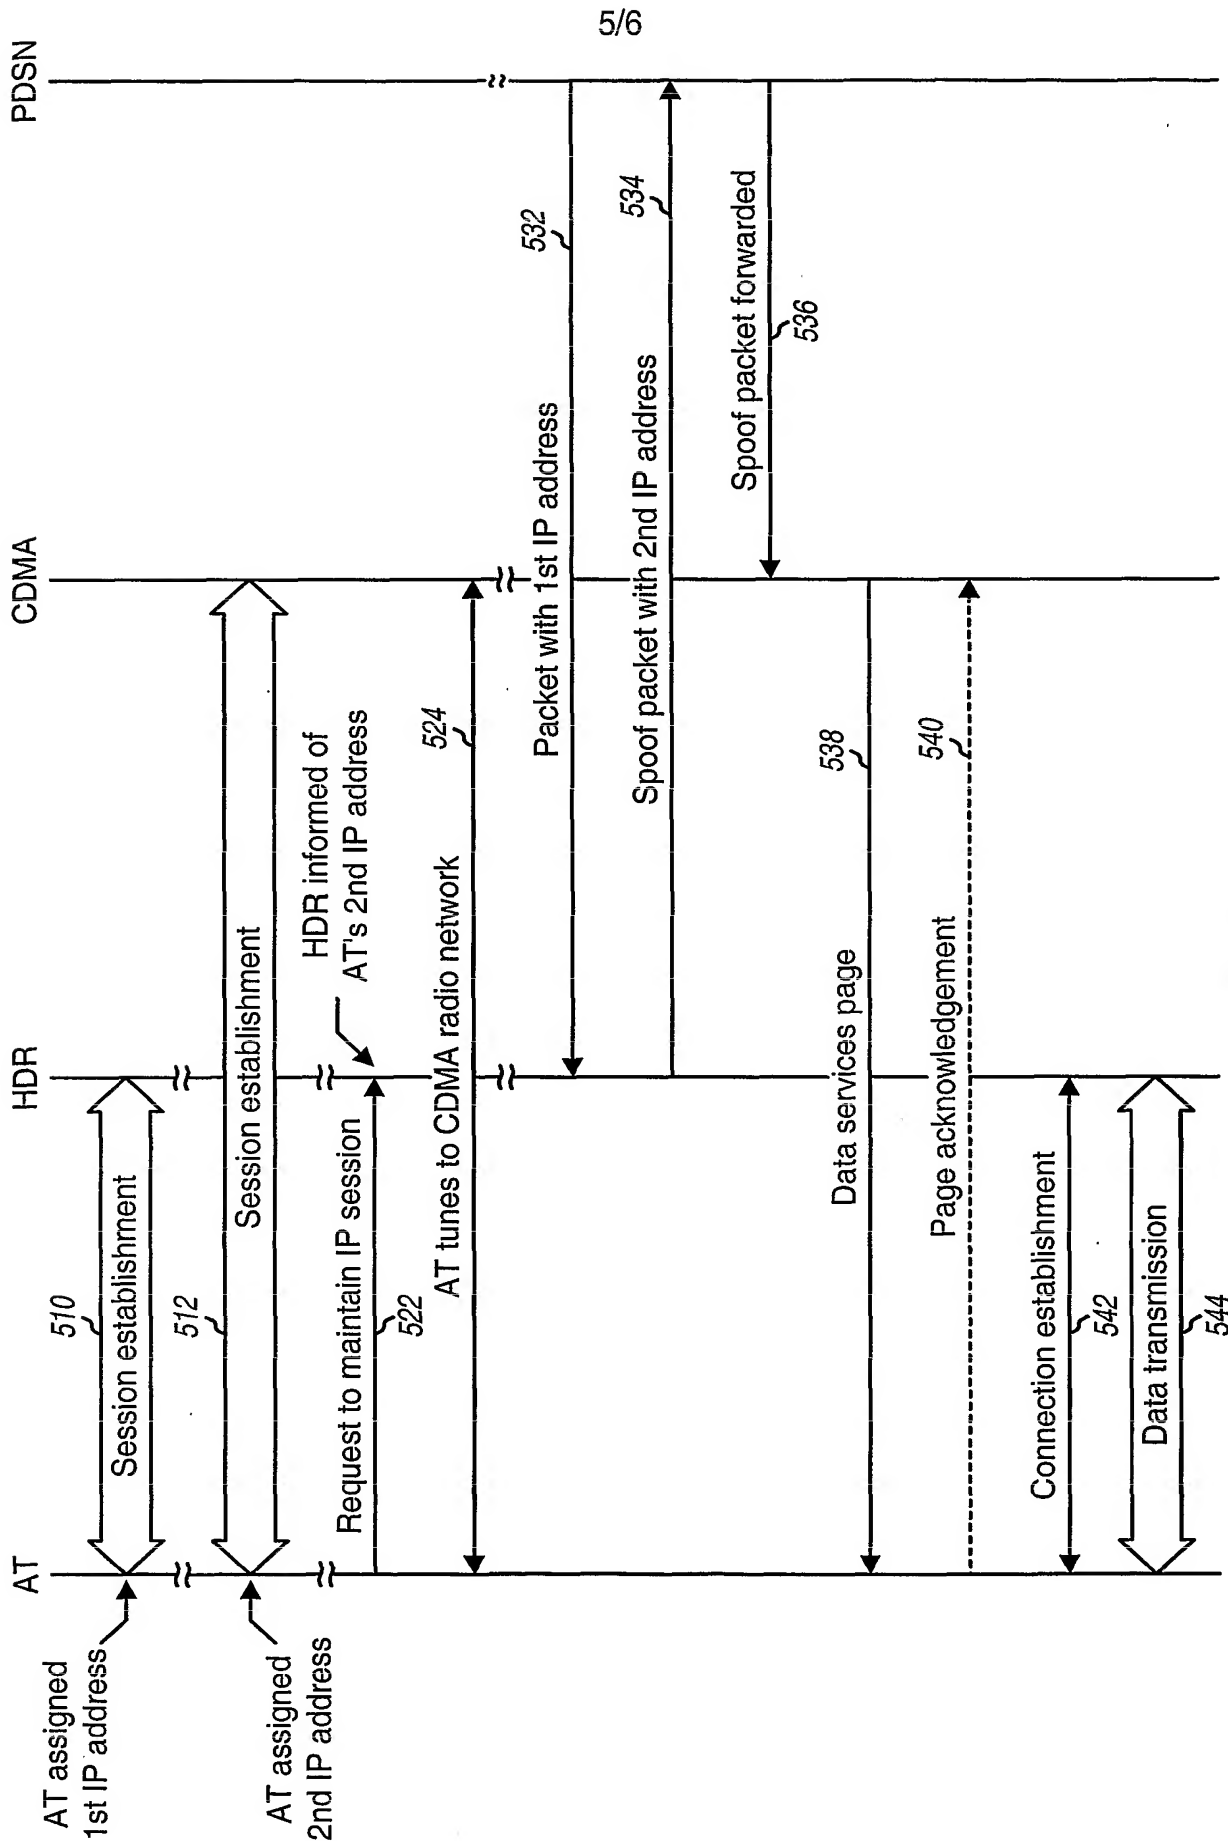 5/6
AT
HDR
CDMA
PDSN
AT assigned
1st IP address
510
Session establishment
AT assigned
2nd IP address
512
Session establishment
HDR informed of
AT's 2nd IP address
Request to maintain IP session
522
AT tunes to CDMA radio network
524
Packet with 1st IP address
532
Spoof packet with 2nd IP address
534
Spoof packet forwarded
536
Data services page
538
Page acknowledgement
540
Connection establishment
542
Data transmission
544